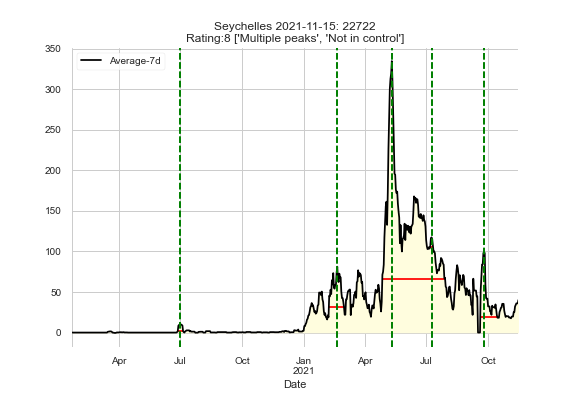 Seychelles 2021-11-15: 22722
Rating:8 ['Multiple peaks', 'Not in control']
Average-7d
350
300
250
200
150
100
50
0
Apr Jul Oct Jan Apr Jul Oct
2021
Date